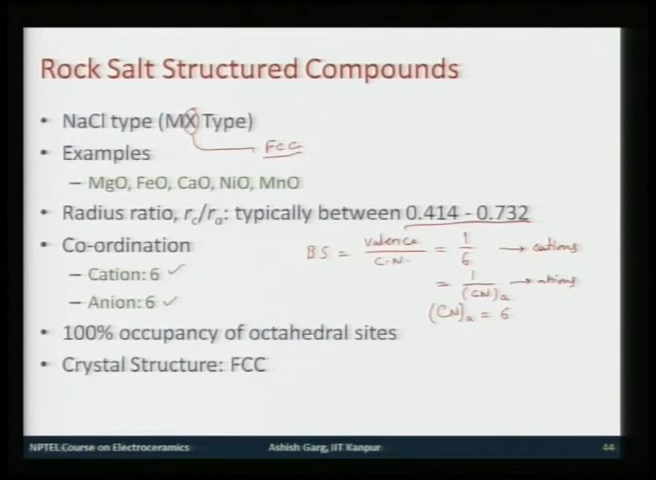 Rock Salt Structured Compounds
• NaCl type (MX Type)
FCC
• Examples
– MgO, FeO, CaO, NiO, MnO
• Radius ratio, rc/ra: typically between 0.414 - 0.732
• Co-ordination
BS = valence / C.N. = 1/6 → cations
– Cation: 6 ✓
= 1/(CN)a → anions
– Anion: 6 ✓
(CN)a = 6
• 100% occupancy of octahedral sites
• Crystal Structure: FCC
NPTEL Course on Electroceramics Ashish Garg, IIT Kanpur 44